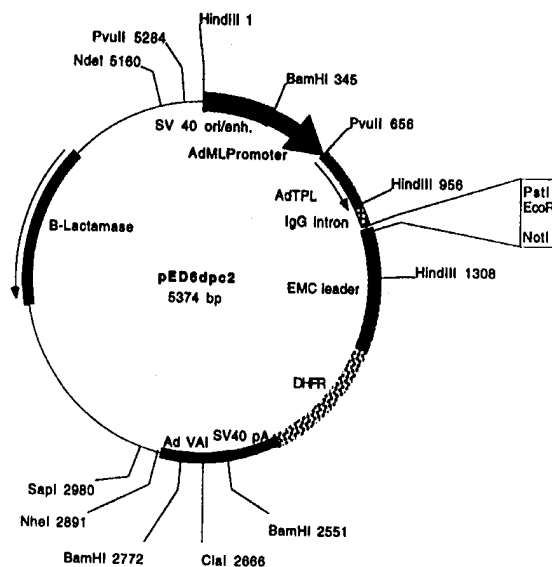 HindIII 1
PvuII 5284
NdeI 5160
BamHI 345
SV 40 ori/enh.
PvuII 656
AdMLPromoter
HindIII 956
AdTPL
PstI
EcoR
IgG intron
NotI
B-Lactamase
pED6dpc2
5374 bp
EMC leader
HindIII 1308
DHFR
Ad VAI
SV40 pA
SapI 2980
NheI 2891
BamHI 2551
BamHI 2772
ClaI 2666